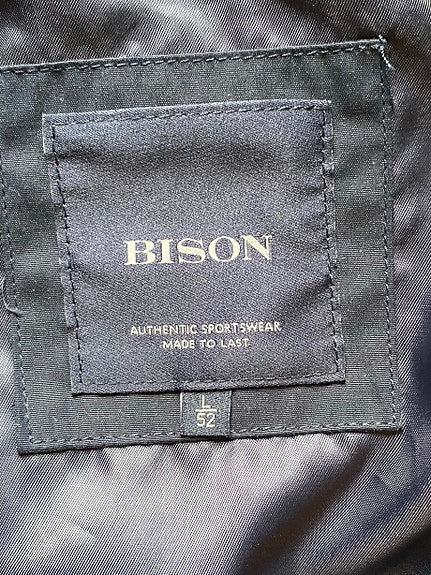 BISON
AUTHENTIC SPORTSWEAR
MADE TO LAST
L
52